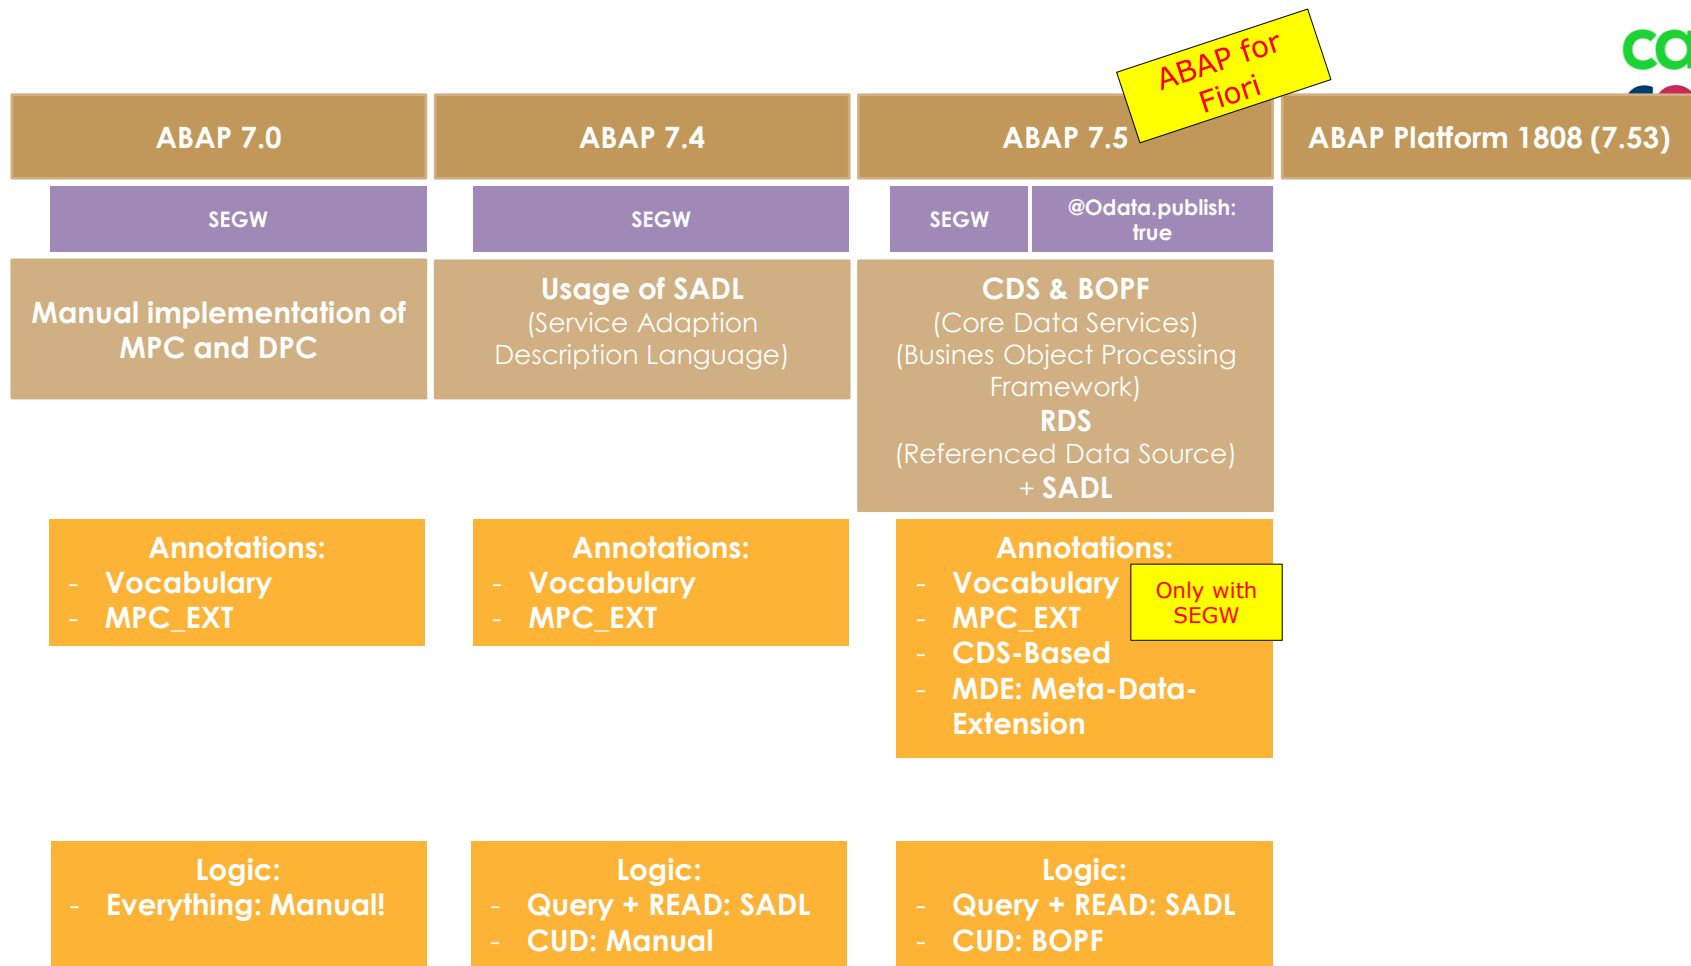 ABAP for
Fiori
ca
ABAP 7.0
ABAP 7.4
ABAP 7.5
ABAP Platform 1808 (7.53)
SEGW
SEGW
SEGW
@Odata.publish:
true
Manual implementation of
MPC and DPC
Usage of SADL
(Service Adaption
Description Language)
CDS & BOPF
(Core Data Services)
(Busines Object Processing
Framework)
RDS
(Referenced Data Source)
+ SADL
Annotations:
- Vocabulary
- MPC_EXT
Annotations:
- Vocabulary
- MPC_EXT
Annotations:
- Vocabulary
- MPC_EXT
- CDS-Based
- MDE: Meta-Data-
Extension
Only with
SEGW
Logic:
- Everything: Manual!
Logic:
- Query + READ: SADL
- CUD: Manual
Logic:
- Query + READ: SADL
- CUD: BOPF